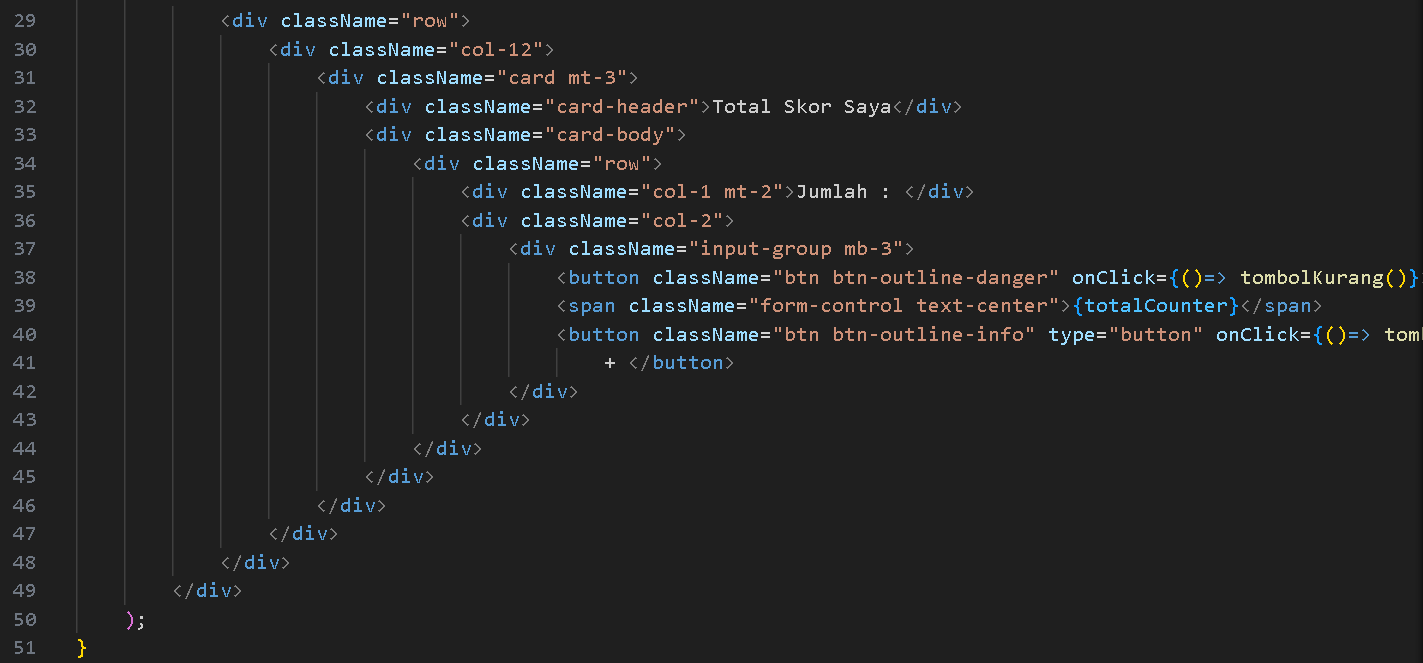 29 <div className="row">
30 <div className="col-12">
31 <div className="card mt-3">
32 <div className="card-header">Total Skor Saya</div>
33 <div className="card-body">
34 <div className="row">
35 <div className="col-1 mt-2">Jumlah : </div>
36 <div className="col-2">
37 <div className="input-group mb-3">
38 <button className="btn btn-outline-danger" onClick={()=> tombolKurang()}
39 <span className="form-control text-center">{totalCounter}</span>
40 <button className="btn btn-outline-info" type="button" onClick={()=>
41 + </button>
42 </div>
43 </div>
44 </div>
45 </div>
46 </div>
47 </div>
48 </div>
49 </div>
50 );
51 }